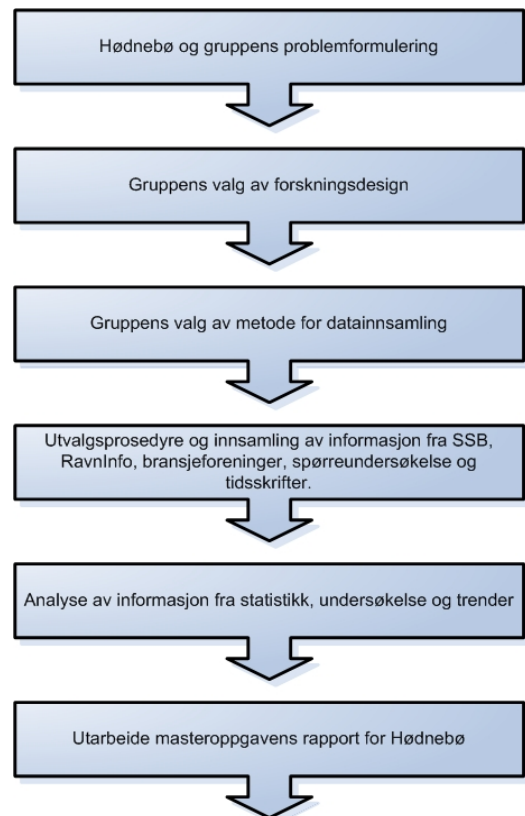 Hødnebø og gruppens problemformulering
Gruppens valg av forskningsdesign
Gruppens valg av metode for datainnsamling
Utvalgsprosedyre og innsamling av informasjon fra SSB,
RavnInfo, bransjeforeninger, spørreundersøkelse og
tidsskrifter.
Analyse av informasjon fra statistikk, undersøkelse og trender
Utarbeide masteroppgavens rapport for Hødnebø